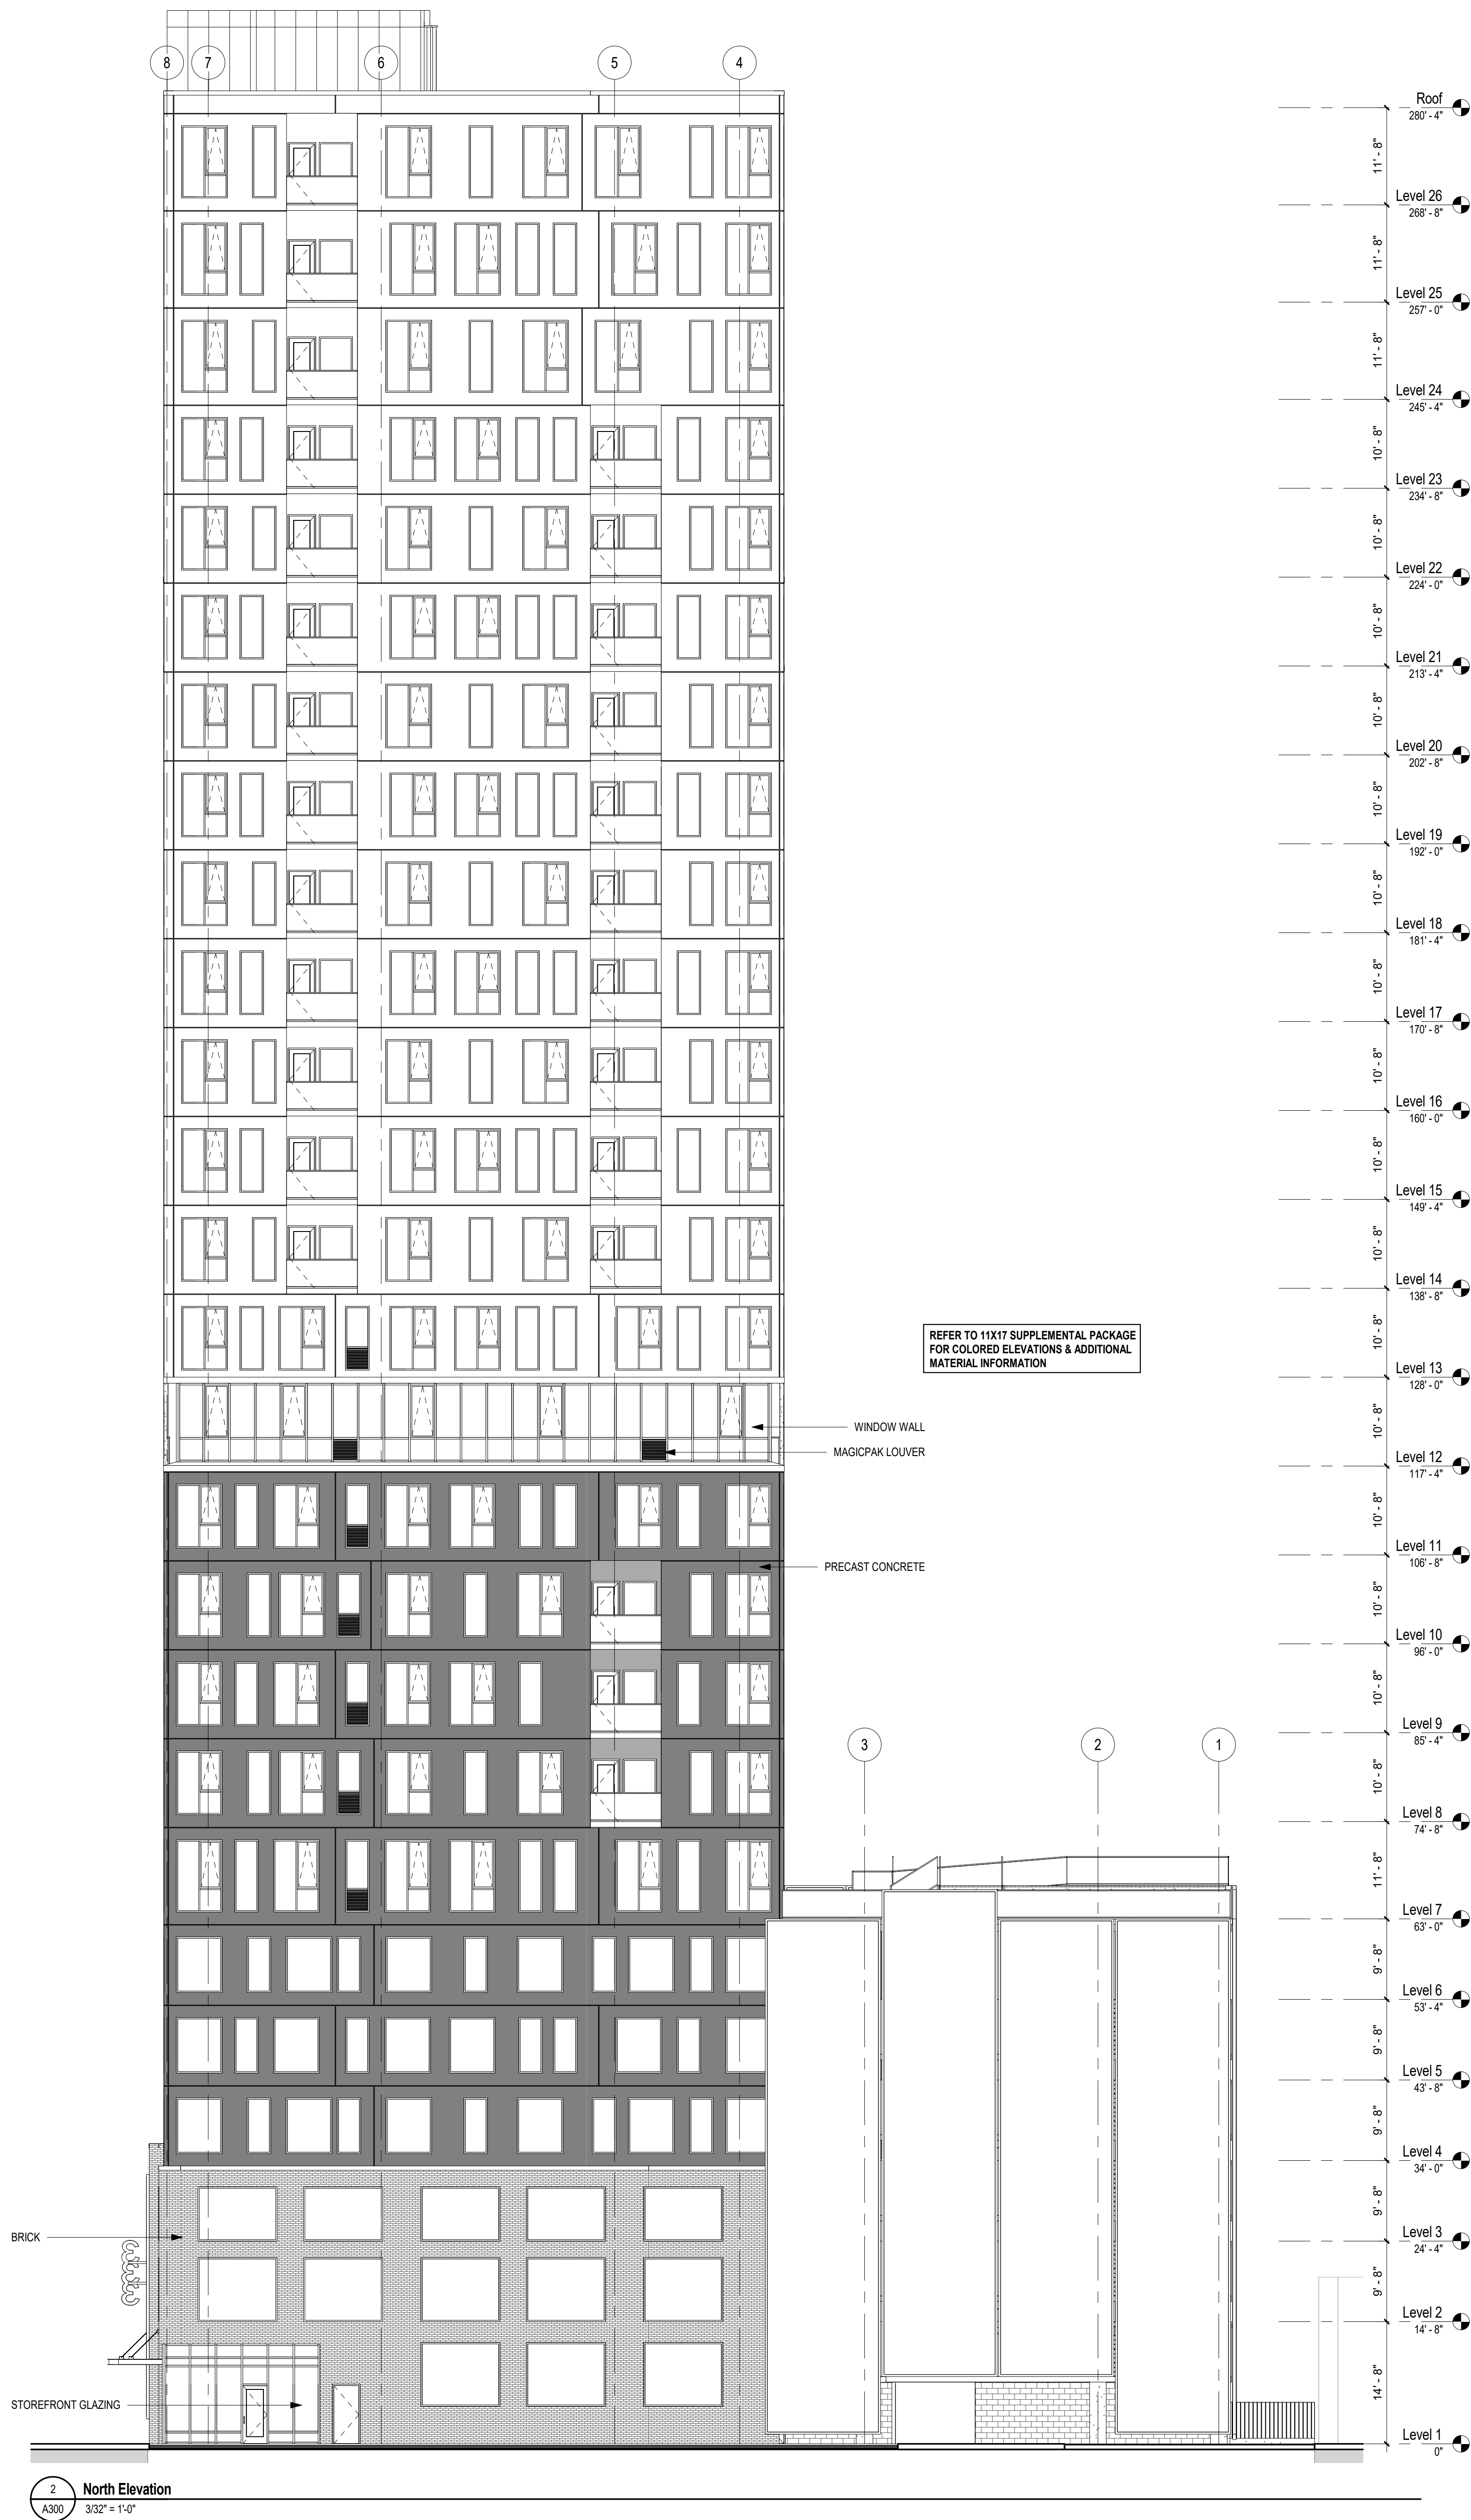 8
7
6
5
4
Roof
280' - 4"
11' - 8"
Level 26
268' - 8"
11' - 8"
Level 25
257' - 0"
11' - 8"
Level 24
245' - 4"
10' - 8"
Level 23
234' - 8"
10' - 8"
Level 22
224' - 0"
10' - 8"
Level 21
213' - 4"
10' - 8"
Level 20
202' - 8"
10' - 8"
Level 19
192' - 0"
10' - 8"
Level 18
181' - 4"
10' - 8"
Level 17
170' - 8"
10' - 8"
Level 16
160' - 0"
10' - 8"
Level 15
149' - 4"
10' - 8"
Level 14
138' - 8"
10' - 8"
REFER TO 11X17 SUPPLEMENTAL PACKAGE
FOR COLORED ELEVATIONS & ADDITIONAL
MATERIAL INFORMATION
Level 13
128' - 0"
10' - 8"
WINDOW WALL
MAGICPAK LOUVER
Level 12
117' - 4"
10' - 8"
Level 11
106' - 8"
PRECAST CONCRETE
10' - 8"
Level 10
96' - 0"
10' - 8"
Level 9
85' - 4"
3
2
1
10' - 8"
Level 8
74' - 8"
11' - 8"
Level 7
63' - 0"
9' - 8"
Level 6
53' - 4"
9' - 8"
Level 5
43' - 8"
9' - 8"
Level 4
34' - 0"
9' - 8"
BRICK
Level 3
24' - 4"
9' - 8"
Level 2
14' - 8"
14' - 8"
STOREFRONT GLAZING
Level 1
0"
2
North Elevation
A300
3/32" = 1'-0"